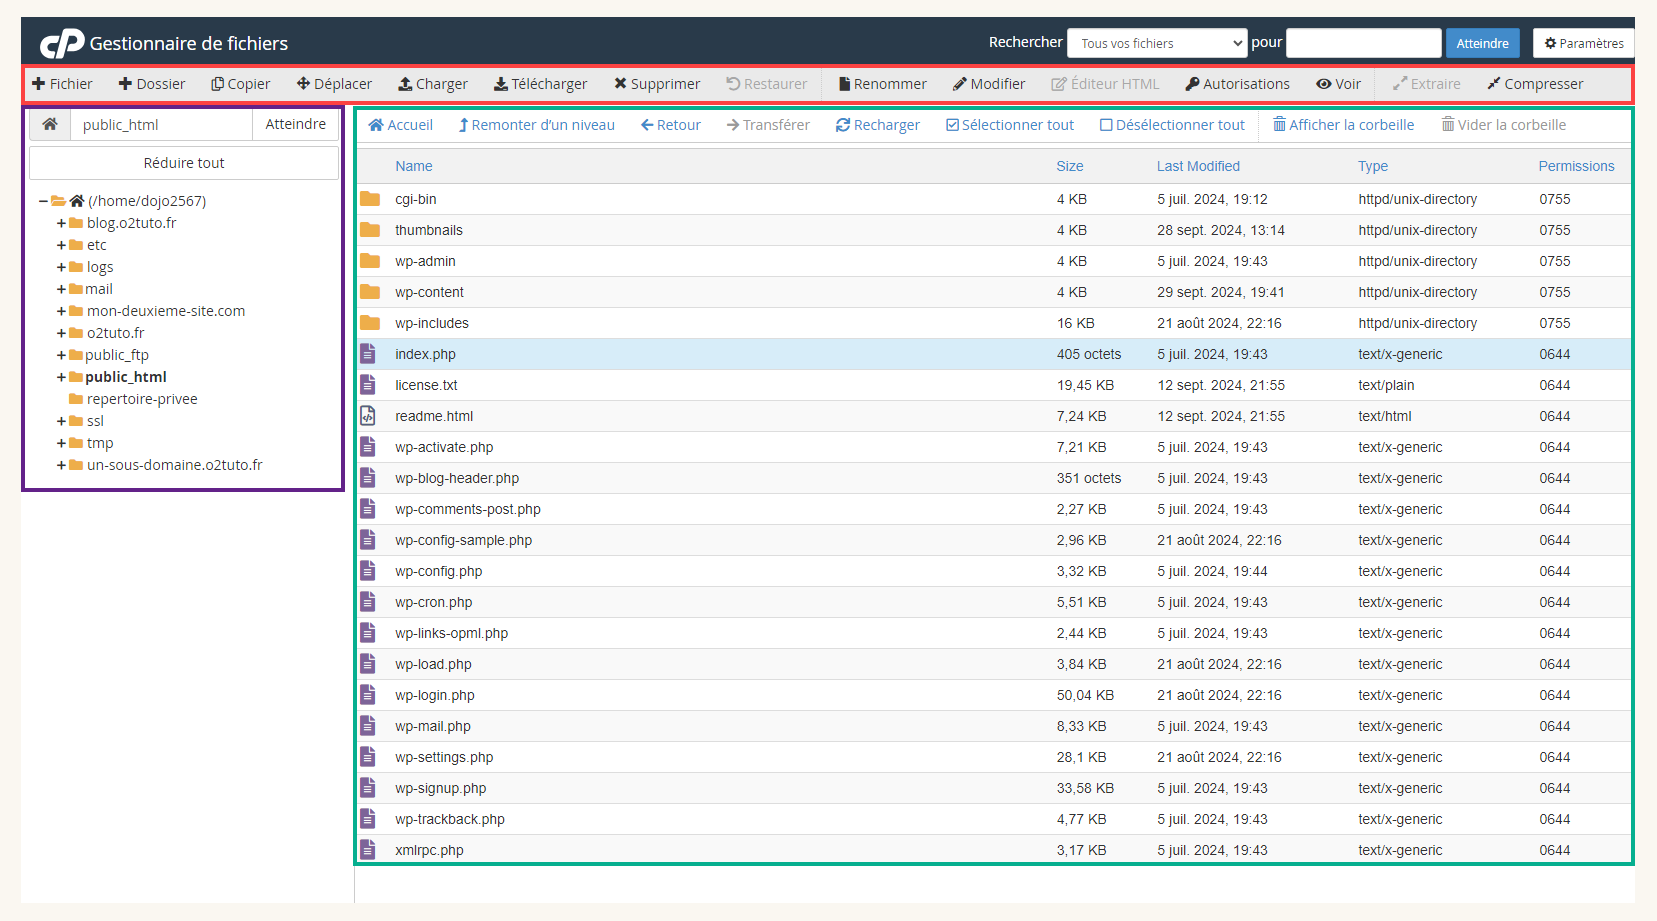 cP Gestionnaire de fichiers Rechercher Tous vos fichiers pour Atteindre Paramètres
Fichier Dossier Copier Déplacer Charger Télécharger Supprimer Restaurer Renommer Modifier Éditeur HTML Autorisations Voir Extraire Compresser
public_html Atteindre
Réduire tout
(/home/dojo2567)
blog.o2tuto.fr
etc
logs
mail
mon-deuxieme-site.com
o2tuto.fr
public_ftp
public_html
repertoire-privee
ssl
tmp
un-sous-domaine.o2tuto.fr
Accueil Remonter d’un niveau Retour Transférer Recharger Sélectionner tout Désélectionner tout Afficher la corbeille Vider la corbeille
Name Size Last Modified Type Permissions
cgi-bin 4 KB 5 juil. 2024, 19:12 httpd/unix-directory 0755
thumbnails 4 KB 28 sept. 2024, 13:14 httpd/unix-directory 0755
wp-admin 4 KB 5 juil. 2024, 19:43 httpd/unix-directory 0755
wp-content 4 KB 29 sept. 2024, 19:41 httpd/unix-directory 0755
wp-includes 16 KB 21 août 2024, 22:16 httpd/unix-directory 0755
index.php 405 octets 5 juil. 2024, 19:43 text/x-generic 0644
license.txt 19,45 KB 12 sept. 2024, 21:55 text/plain 0644
readme.html 7,24 KB 12 sept. 2024, 21:55 text/html 0644
wp-activate.php 7,21 KB 5 juil. 2024, 19:43 text/x-generic 0644
wp-blog-header.php 351 octets 5 juil. 2024, 19:43 text/x-generic 0644
wp-comments-post.php 2,27 KB 5 juil. 2024, 19:43 text/x-generic 0644
wp-config-sample.php 2,96 KB 21 août 2024, 22:16 text/x-generic 0644
wp-config.php 3,32 KB 5 juil. 2024, 19:44 text/x-generic 0644
wp-cron.php 5,51 KB 5 juil. 2024, 19:43 text/x-generic 0644
wp-links-opml.php 2,44 KB 5 juil. 2024, 19:43 text/x-generic 0644
wp-load.php 3,84 KB 21 août 2024, 22:16 text/x-generic 0644
wp-login.php 50,04 KB 21 août 2024, 22:16 text/x-generic 0644
wp-mail.php 8,33 KB 5 juil. 2024, 19:43 text/x-generic 0644
wp-settings.php 28,1 KB 21 août 2024, 22:16 text/x-generic 0644
wp-signup.php 33,58 KB 5 juil. 2024, 19:43 text/x-generic 0644
wp-trackback.php 4,77 KB 5 juil. 2024, 19:43 text/x-generic 0644
xmlrpc.php 3,17 KB 5 juil. 2024, 19:43 text/x-generic 0644